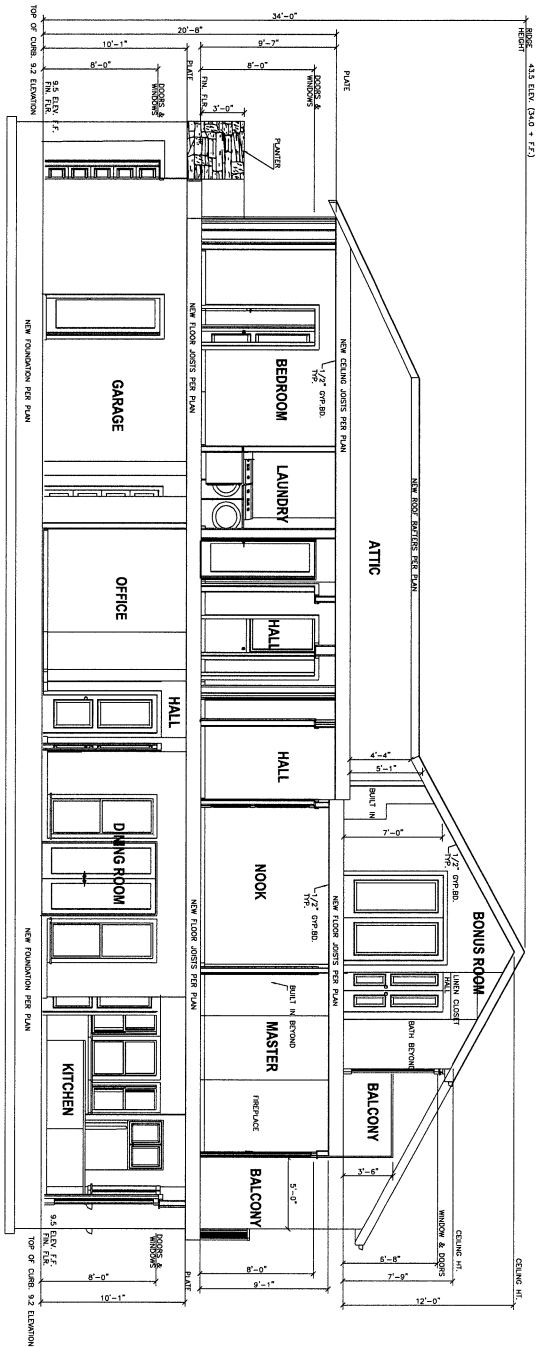 RIDGE 43.5 ELEV. (34.0 + F.F.)
HEIGHT
34'-0"
20'-8"
10'-1"
9'-7"
8'-0"
8'-0"
3'-0"
PLATE
DOORS &
WINDOWS
FIN. FLR.
PLATE
DOORS &
WINDOWS
9.5 ELEV. F.F.
FIN. FLR.
TOP OF CURB. 9.2 ELEVATION
PLANTER
NEW ROOF RAFTERS PER PLAN
ATTIC
4'-4"
5'-1"
BUILT IN
7'-0"
1/2" GYP.BD.
TYP.
BONUS ROOM
LINEN CLOSET
HALL
BATH BEYOND
BALCONY
3'-6"
CEILING HT.
CEILING HT.
WINDOW & DOORS
6'-8"
7'-9"
12'-0"
NEW CEILING JOISTS PER PLAN
1/2" GYP.BD.
TYP.
BEDROOM
LAUNDRY
HALL
HALL
NEW FLOOR JOISTS PER PLAN
1/2" GYP.BD.
TYP.
NOOK
BUILT IN BEYOND
MASTER
FIREPLACE
BALCONY
5'-0"
8'-0"
9'-1"
NEW FLOOR JOISTS PER PLAN
NEW FLOOR JOISTS PER PLAN
PLATE
GARAGE
OFFICE
HALL
DINING ROOM
KITCHEN
DOORS &
WINDOWS
8'-0"
10'-1"
9.5 ELEV. F.F.
FIN. FLR.
TOP OF CURB. 9.2 ELEVATION
NEW FOUNDATION PER PLAN
NEW FOUNDATION PER PLAN